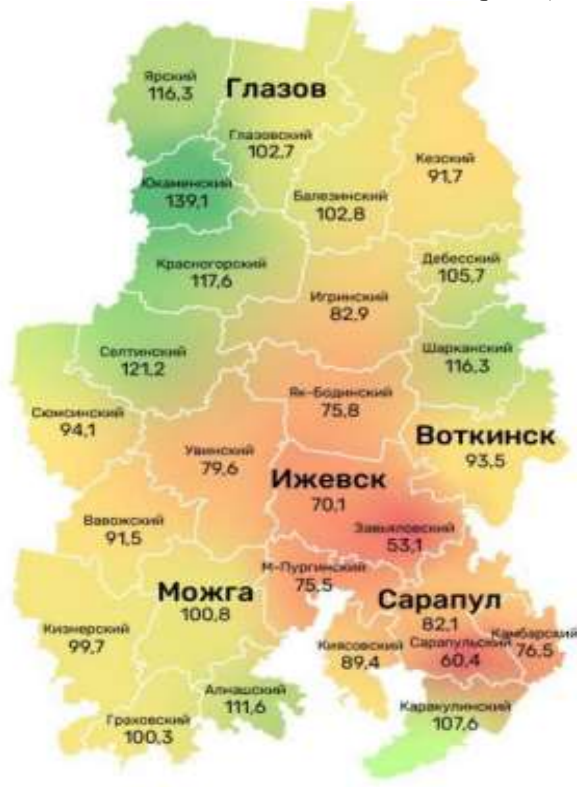 Ярский
116,3
Глазов
Глазовский
102,7
Кезский
91,7
Юкаменский
139,1
Балезинский
102,8
Красногорский
117,6
Дебесский
105,7
Игринский
82,9
Селтинский
121,2
Шарканский
116,3
Як-Бодинский
75,8
Сюмсинский
94,1
Воткинск
93,5
Увинский
79,6
Ижевск
70,1
Вавожский
91,5
Завьяловский
53,1
М-Пургинский
75,5
Можга
100,8
Сарапул
82,1
Кизнерский
99,7
Киясовский
89,4
Сарапульский
60,4
Камбарский
76,5
Алнашский
111,6
Каракулинский
107,6
Граховский
100,3